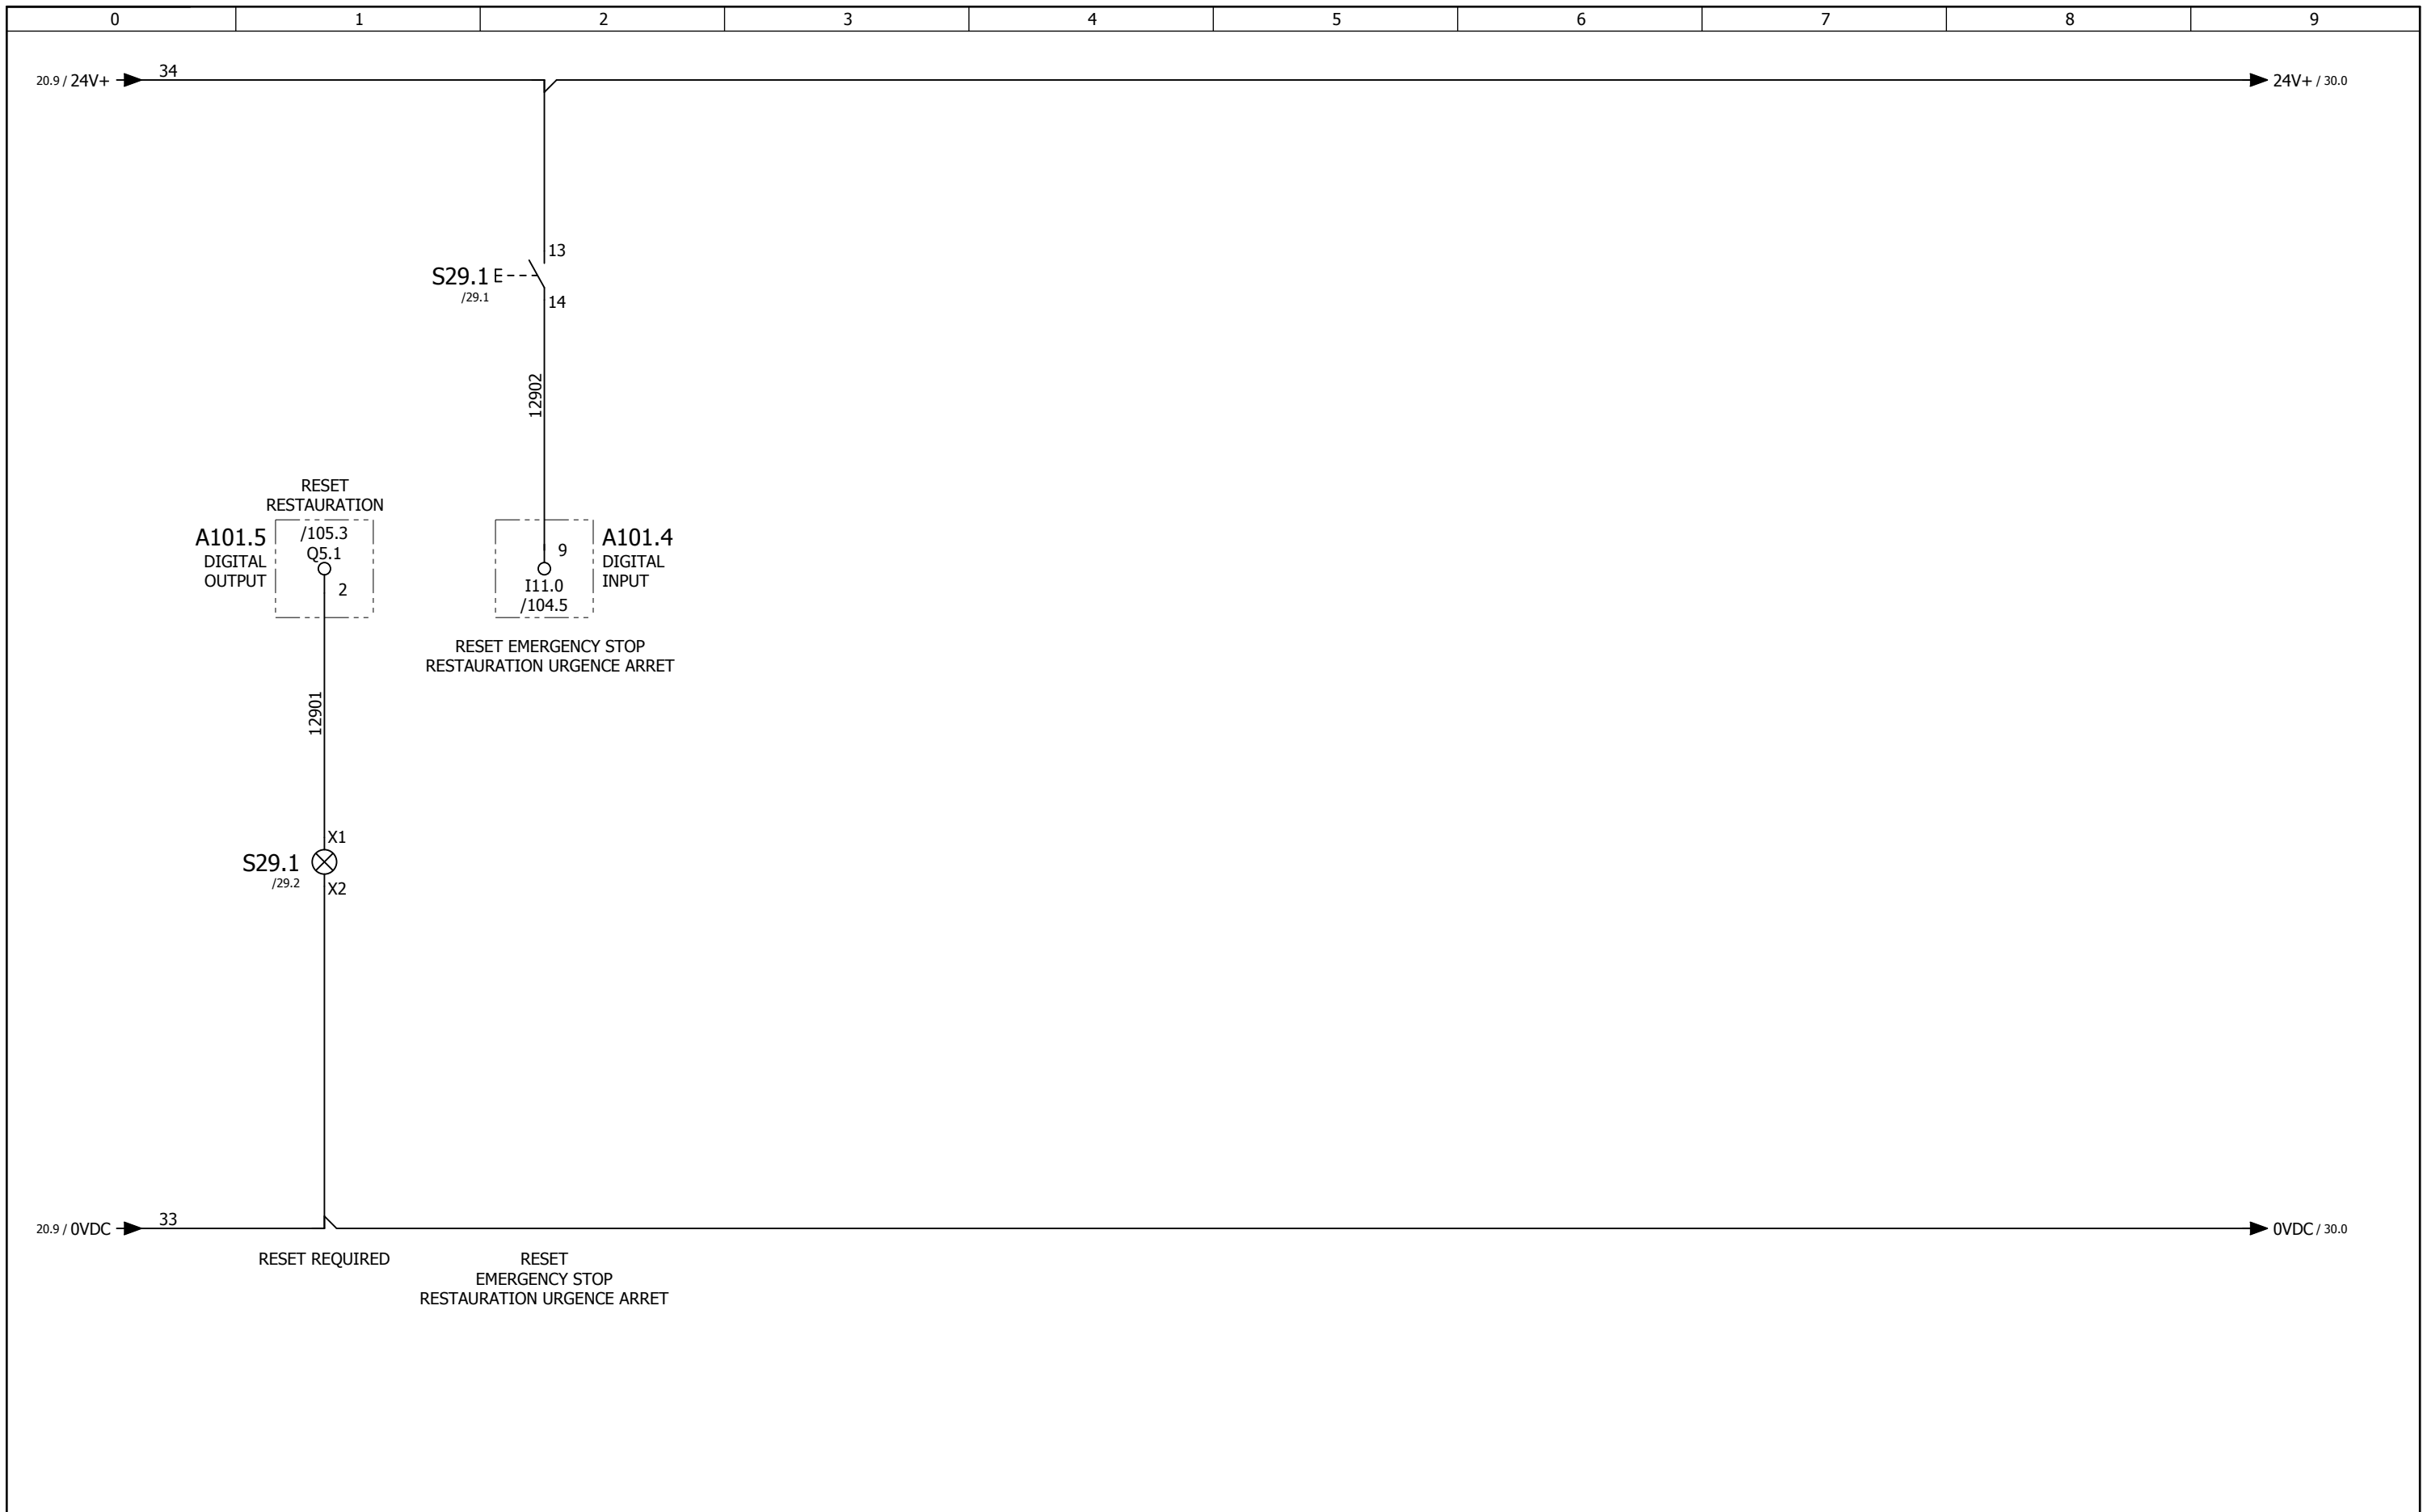 0 1 2 3 4 5 6 7 8 9
20.9 / 24V+ 34 24V+ / 30.0
13
S29.1
/29.1
14
12902
RESET
RESTAURATION
A101.5
DIGITAL
OUTPUT
/105.3
Q5.1
2
9
I11.0
/104.5
A101.4
DIGITAL
INPUT
RESET EMERGENCY STOP
RESTAURATION URGENCE ARRET
12901
X1
S29.1
/29.2
X2
20.9 / 0VDC 33 0VDC / 30.0
RESET REQUIRED
RESET
EMERGENCY STOP
RESTAURATION URGENCE ARRET